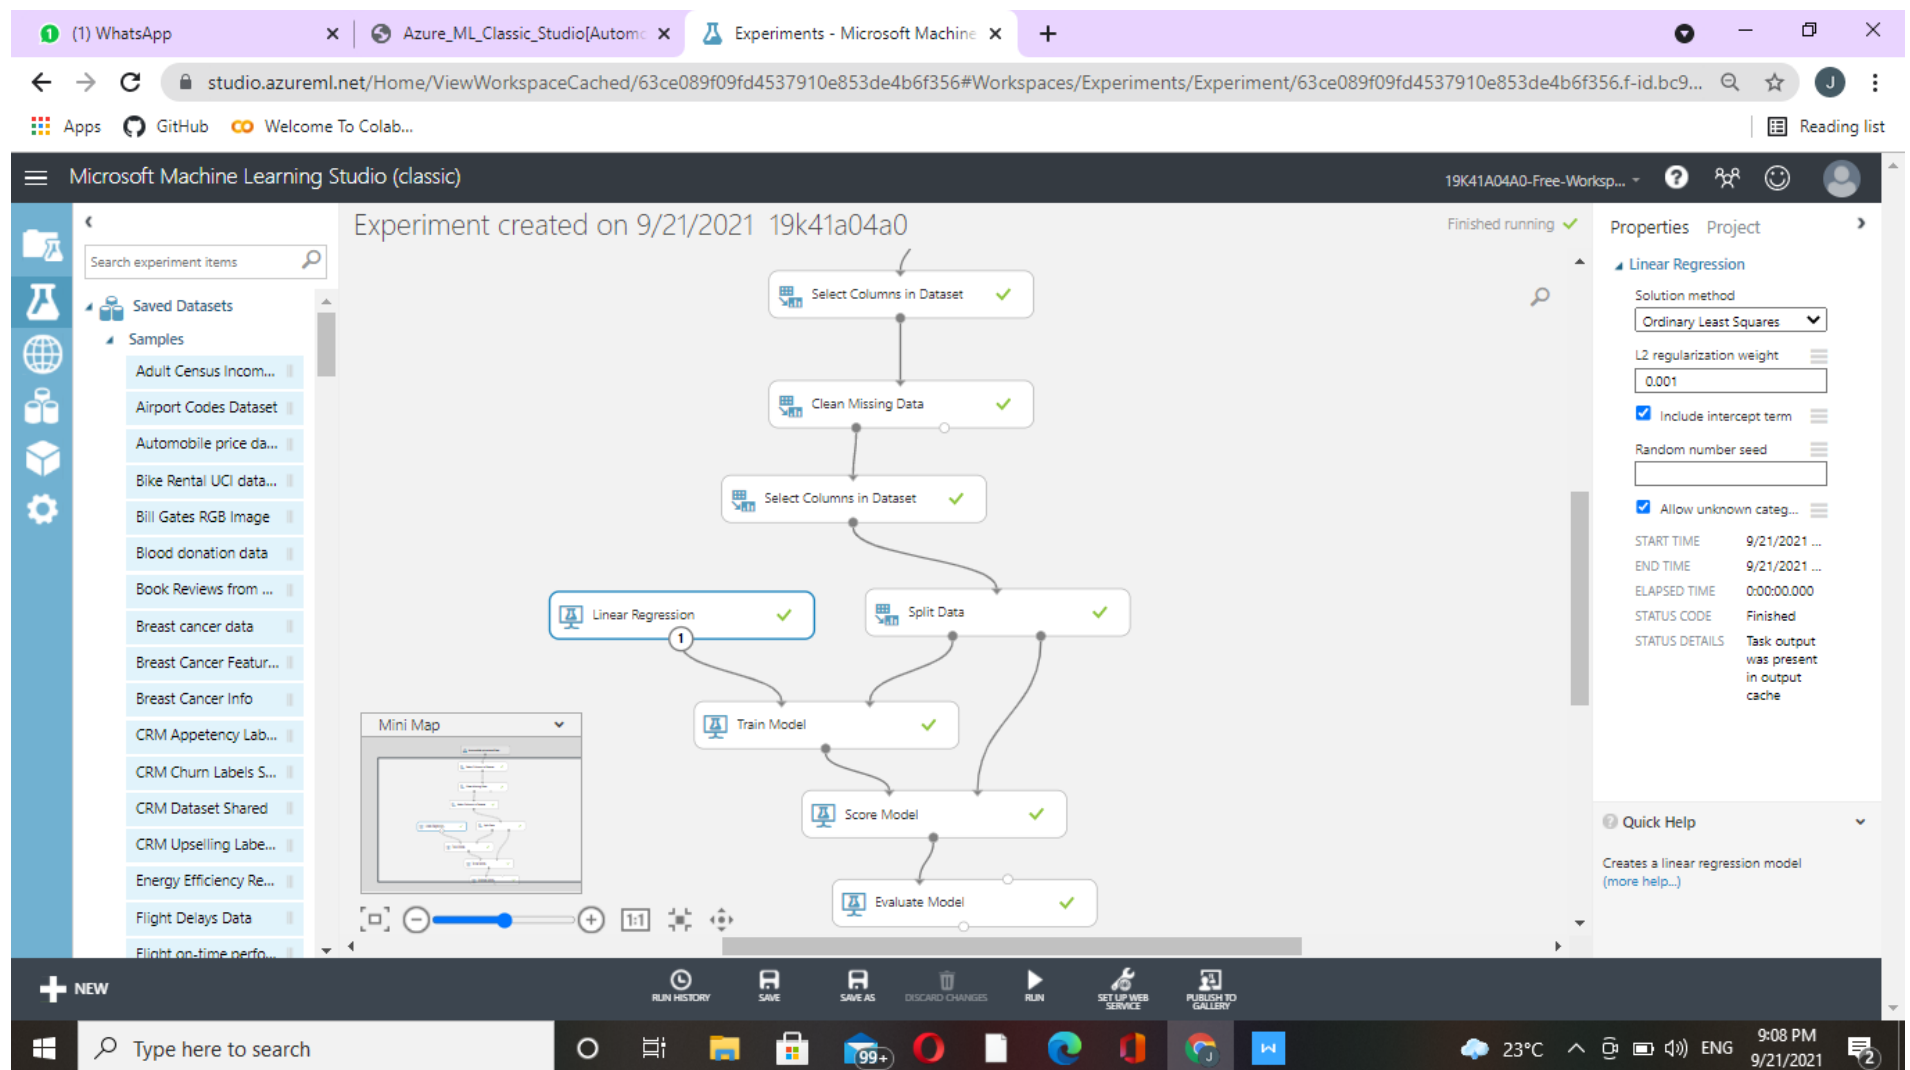 1 (1) WhatsApp
Azure_ML_Classic_Studio[Automo
Experiments - Microsoft Machine
studio.azureml.net/Home/ViewWorkspaceCached/63ce089f09fd4537910e853de4b6f356#Workspaces/Experiments/Experiment/63ce089f09fd4537910e853de4b6f356.f-id.bc9...
J
Apps GitHub Welcome To Colab...
Reading list
Microsoft Machine Learning Studio (classic)
19K41A04A0-Free-Worksp...
Experiment created on 9/21/2021 19k41a04a0
Finished running
Search experiment items
Saved Datasets
Samples
Adult Census Incom...
Airport Codes Dataset
Automobile price da...
Bike Rental UCI data...
Bill Gates RGB Image
Blood donation data
Book Reviews from ...
Breast cancer data
Breast Cancer Featur...
Breast Cancer Info
CRM Appetency Lab...
CRM Churn Labels S...
CRM Dataset Shared
CRM Upselling Labe...
Energy Efficiency Re...
Flight Delays Data
Flight on-time perfo...
Select Columns in Dataset
Clean Missing Data
Select Columns in Dataset
Linear Regression
1
Split Data
Train Model
Score Model
Evaluate Model
Mini Map
1:1
Properties Project
Linear Regression
Solution method
Ordinary Least Squares
L2 regularization weight
0.001
Include intercept term
Random number seed
Allow unknown categ...
START TIME 9/21/2021 ...
END TIME 9/21/2021 ...
ELAPSED TIME 0:00:00.000
STATUS CODE Finished
STATUS DETAILS Task output
was present
in output
cache
Quick Help
Creates a linear regression model
(more help...)
NEW
RUN HISTORY
SAVE
SAVE AS
DISCARD CHANGES
RUN
SET UP WEB
SERVICE
PUBLISH TO
GALLERY
Type here to search
99+
23°C
ENG
9:08 PM
9/21/2021
2